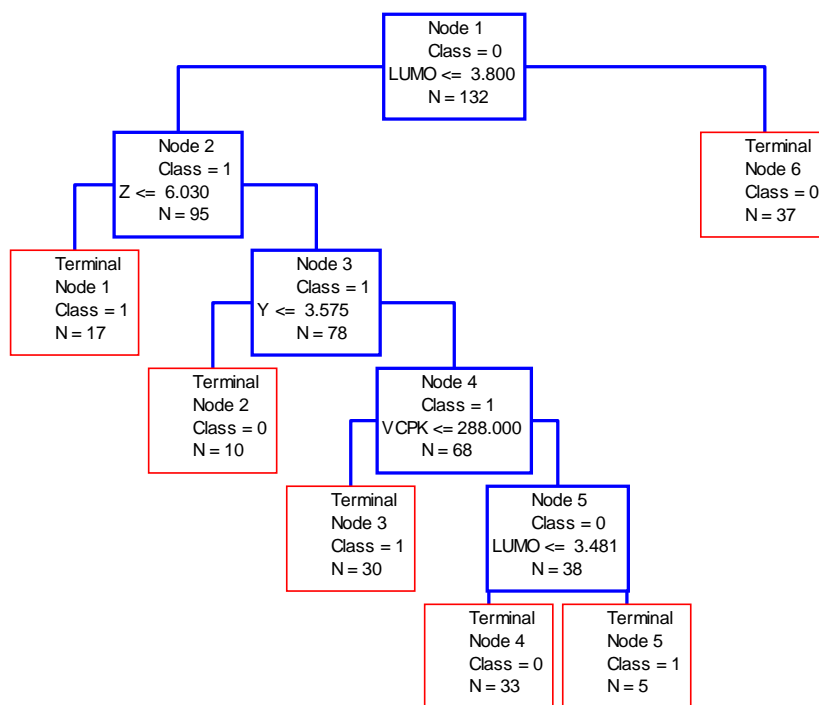 Node 1
Class = 0
LUMO <= 3.800
N = 132
Node 2
Class = 1
Z <= 6.030
N = 95
Terminal
Node 6
Class = 0
N = 37
Terminal
Node 1
Class = 1
N = 17
Node 3
Class = 1
Y <= 3.575
N = 78
Terminal
Node 2
Class = 0
N = 10
Node 4
Class = 1
VCPK <= 288.000
N = 68
Terminal
Node 3
Class = 1
N = 30
Node 5
Class = 0
LUMO <= 3.481
N = 38
Terminal
Node 4
Class = 0
N = 33
Terminal
Node 5
Class = 1
N = 5